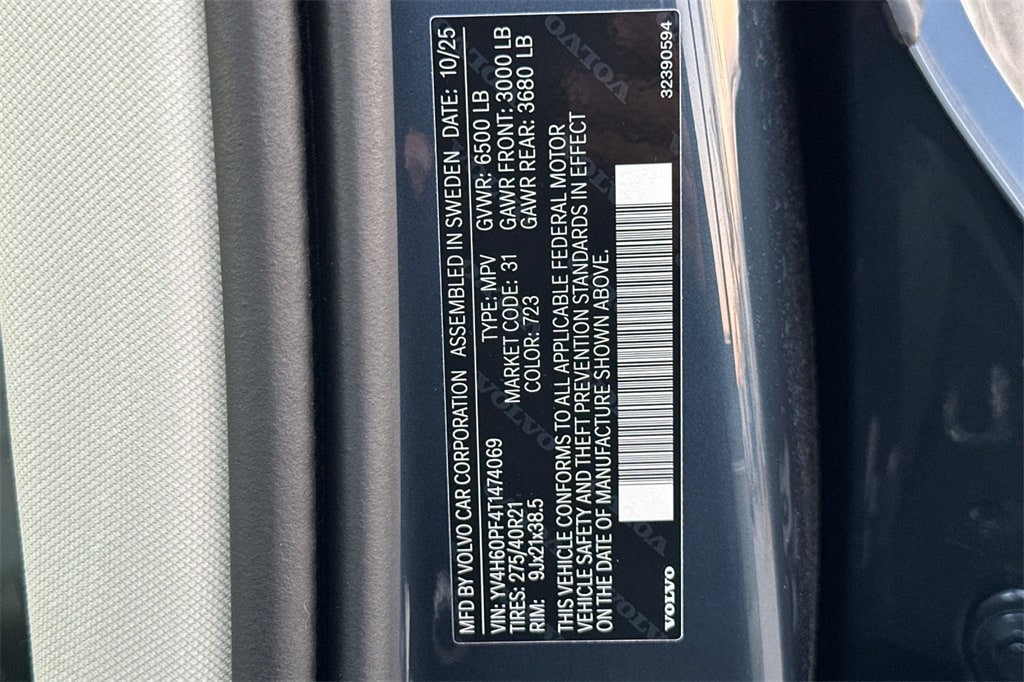 MFD BY VOLVO CAR CORPORATION ASSEMBLED IN SWEDEN DATE: 10/25
VIN: YV4H60PF4T1474069 TYPE: MPV GVWR: 6500 LB
TIRES: 275/40R21 MARKET CODE: 31 GAWR FRONT: 3000 LB
RIM: 9Jx21x38.5 COLOR: 723 GAWR REAR: 3680 LB
THIS VEHICLE CONFORMS TO ALL APPLICABLE FEDERAL MOTOR
VEHICLE SAFETY AND THEFT PREVENTION STANDARDS IN EFFECT
ON THE DATE OF MANUFACTURE SHOWN ABOVE.
VOLVO 32390594